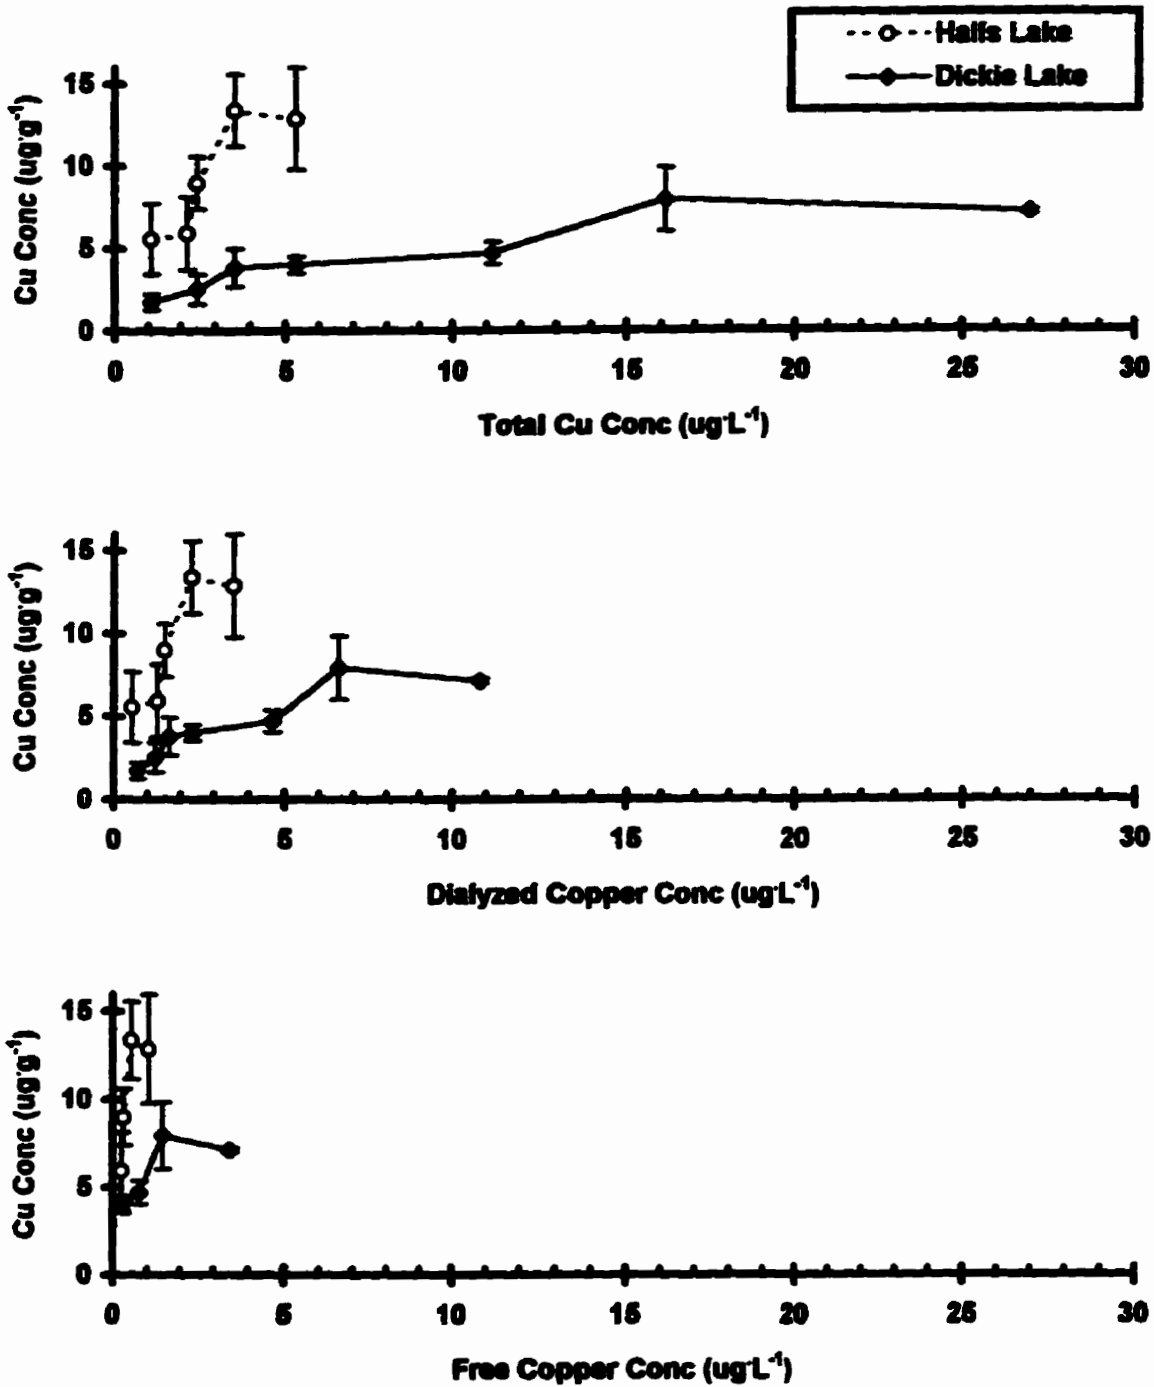 Halfs Lake
Dickie Lake
Cu Conc (ug·g-1)
15
10
5
0
0 5 10 15 20 25 30
Total Cu Conc (ug·L-1)
Cu Conc (ug·g-1)
15
10
5
0
0 5 10 15 20 25 30
Dialyzed Copper Conc (ug·L-1)
Cu Conc (ug·g-1)
15
10
5
0
0 5 10 15 20 25 30
Free Copper Conc (ug·L-1)